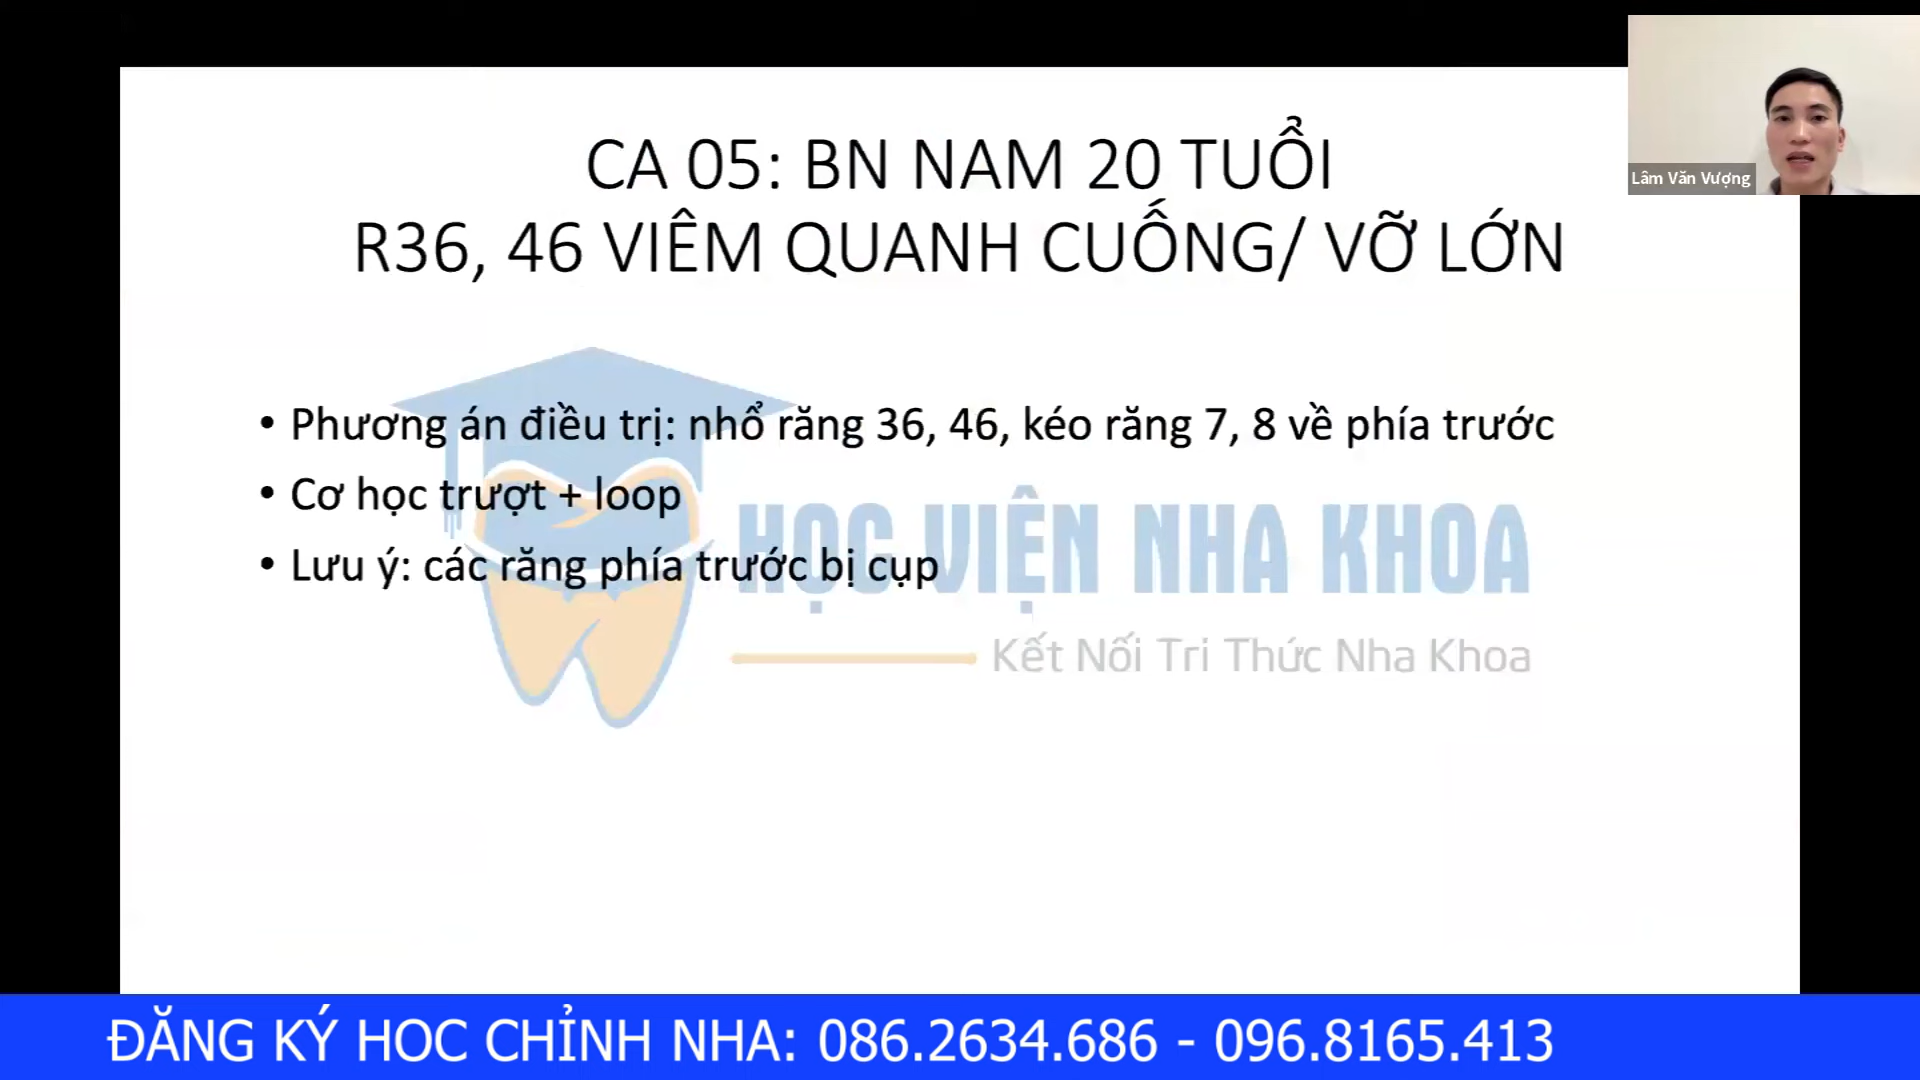 CA 05: BN NAM 20 TUỔI
R36, 46 VIÊM QUANH CUỐNG/ VỠ LỚN
Lâm Văn Vượng
• Phương án điều trị: nhổ răng 36, 46, kéo răng 7, 8 về phía trước
• Cơ học trượt + loop
• Lưu ý: các răng phía trước bị cụp
HỌC VIỆN NHA KHOA
Kết Nối Tri Thức Nha Khoa
ĐĂNG KÝ HOC CHỈNH NHA: 086.2634.686 - 096.8165.413